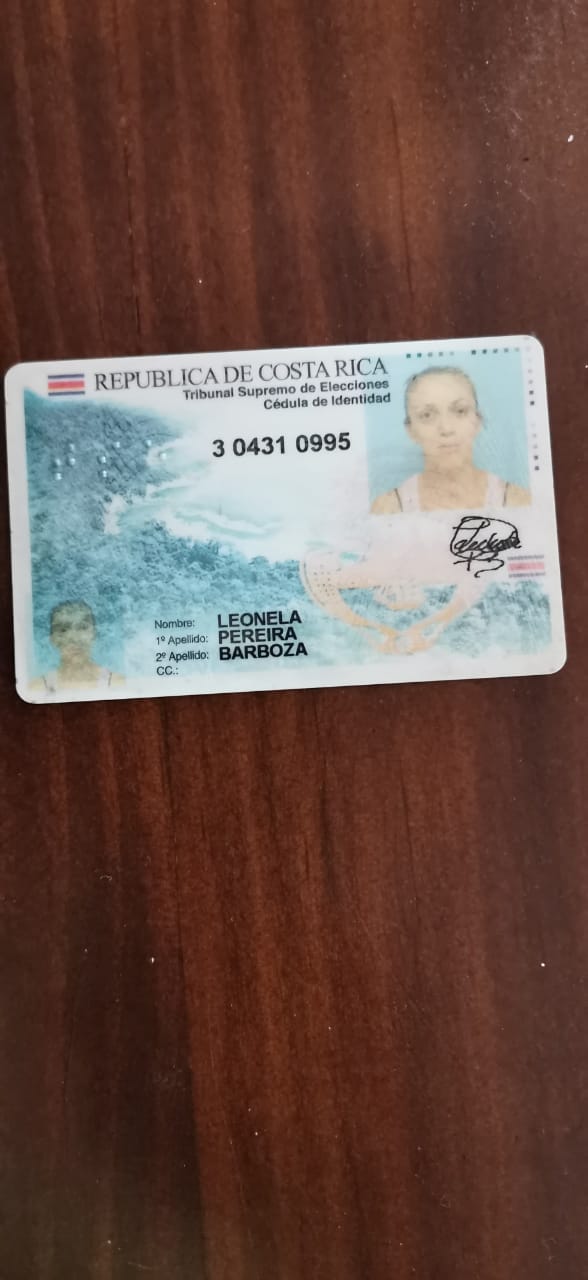 REPUBLICA DE COSTA RICA
Tribunal Supremo de Elecciones
Cédula de Identidad
3 0431 0995
Nombre: LEONELA
1º Apellido: PEREIRA
2º Apellido: BARBOZA
CC.: